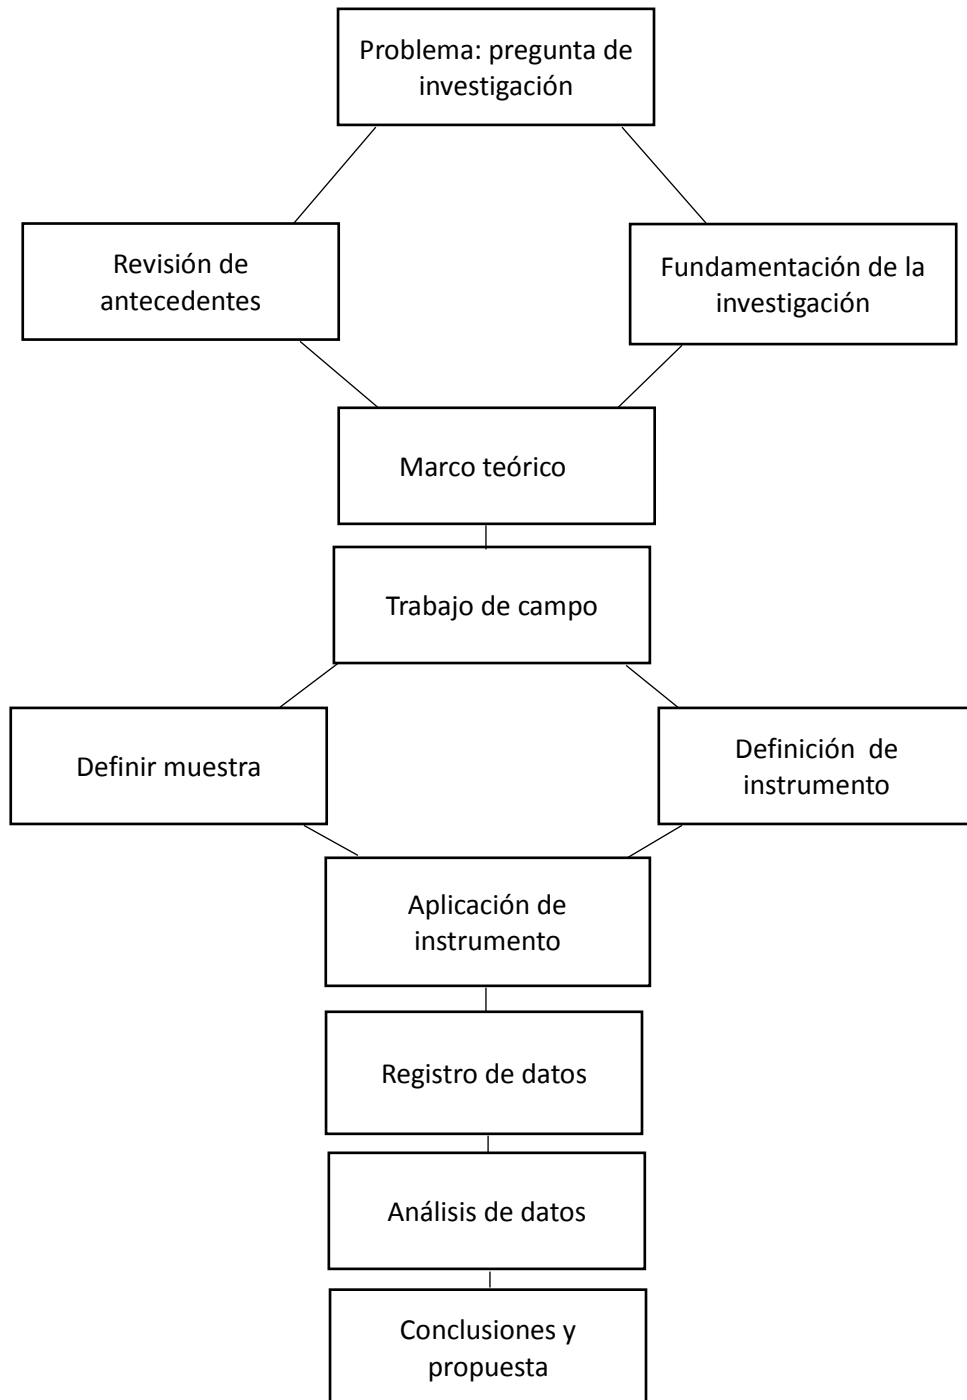 Problema: pregunta de
investigación
Revisión de
antecedentes
Fundamentación de la
investigación
Marco teórico
Trabajo de campo
Definir muestra
Definición  de
instrumento
Aplicación de
instrumento
Registro de datos
Análisis de datos
Conclusiones y
propuesta